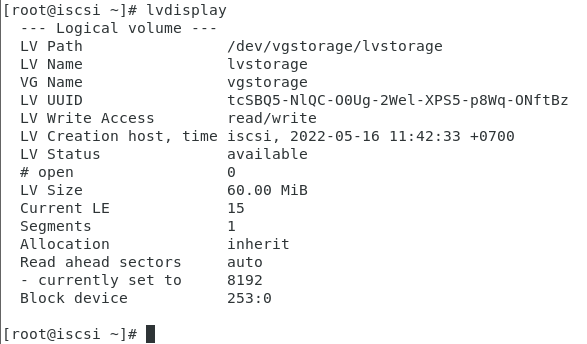 [root@iscsi ~]# lvdisplay
--- Logical volume ---
LV Path /dev/vgstorage/lvstorage
LV Name lvstorage
VG Name vgstorage
LV UUID tcSBQ5-NlQC-O0Ug-2Wel-XPS5-p8Wq-ONftBz
LV Write Access read/write
LV Creation host, time iscsi, 2022-05-16 11:42:33 +0700
LV Status available
# open 0
LV Size 60.00 MiB
Current LE 15
Segments 1
Allocation inherit
Read ahead sectors auto
- currently set to 8192
Block device 253:0
[root@iscsi ~]#